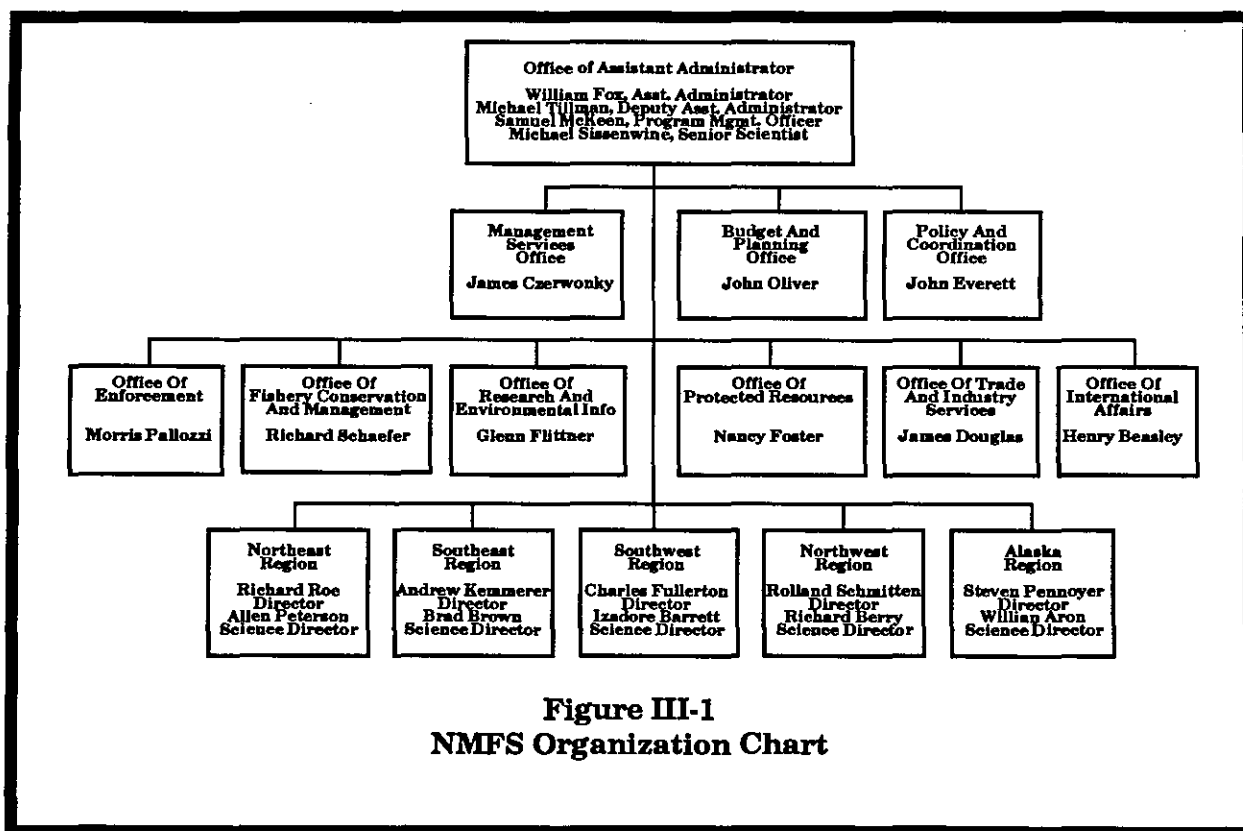 Office of Assistant Administrator
William Fox, Asst. Administrator
Michael Tillman, Deputy Asst. Administrator
Samuel McKeen, Program Mgmt. Officer
Michael Sissenwine, Senior Scientist
Management
Services
Office
James Czerwonky
Budget And
Planning
Office
John Oliver
Policy And
Coordination
Office
John Everett
Office Of
Enforcement
Morris Pallozzi
Office Of
Fishery Conservation
And Management
Richard Schaefer
Office Of
Research And
Environmental Info
Glenn Flittner
Office Of
Protected Resources
Nancy Foster
Office Of Trade
And Industry
Services
James Douglas
Office Of
International
Affairs
Henry Beasley
Northeast
Region
Richard Roe
Director
Allen Peterson
Science Director
Southeast
Region
Andrew Kemmerer
Director
Brad Brown
Science Director
Southwest
Region
Charles Fullerton
Director
Izadore Barrett
Science Director
Northwest
Region
Rolland Schmitten
Director
Richard Berry
Science Director
Alaska
Region
Steven Pennoyer
Director
Willian Aron
Science Director
Figure III-1
NMFS Organization Chart